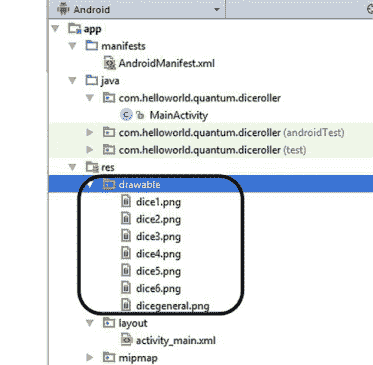 Android
app
manifests
AndroidManifest.xml
java
com.helloworld.quantum.diceroller
MainActivity
com.helloworld.quantum.diceroller (androidTest)
com.helloworld.quantum.diceroller (test)
res
drawable
dice1.png
dice2.png
dice3.png
dice4.png
dice5.png
dice6.png
dicegeneral.png
layout
activity_main.xml
mipmap